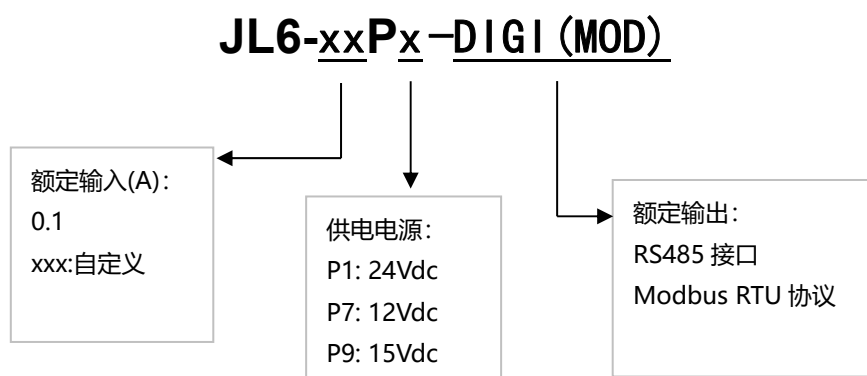 JL6-xxPx-DIGI(MOD)
额定输入(A):
0.1
xxx:自定义
供电电源:
P1: 24Vdc
P7: 12Vdc
P9: 15Vdc
额定输出:
RS485 接口
Modbus RTU 协议